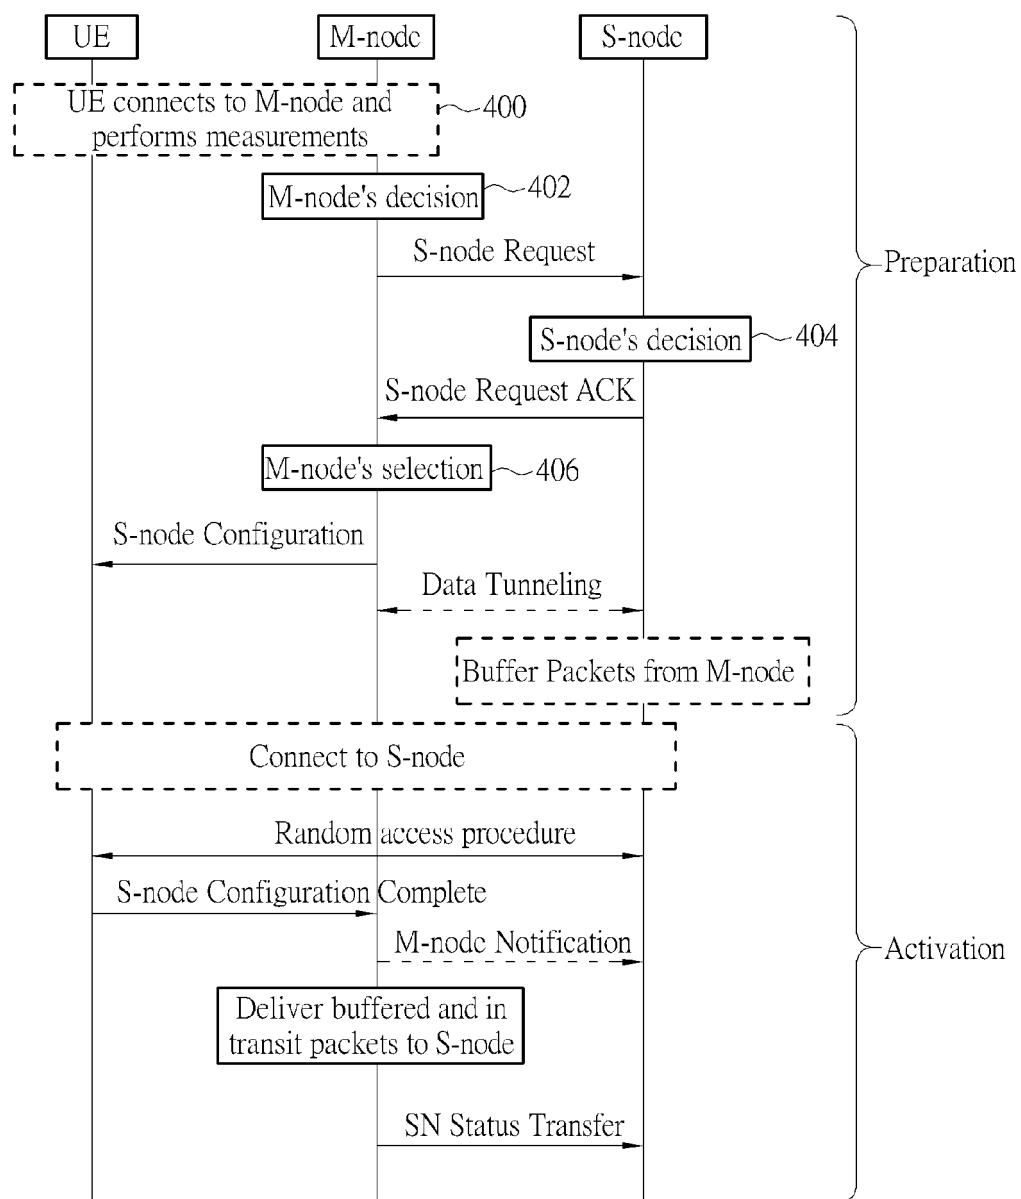 UE
M-node
S-node
UE connects to M-node and
performs measurements
400
M-node's decision
402
S-node Request
Preparation
S-node's decision
404
S-node Request ACK
M-node's selection
406
S-node Configuration
Data Tunneling
Buffer Packets from M-node
Connect to S-node
Random access procedure
S-node Configuration Complete
M-node Notification
Activation
Deliver buffered and in
transit packets to S-node
SN Status Transfer